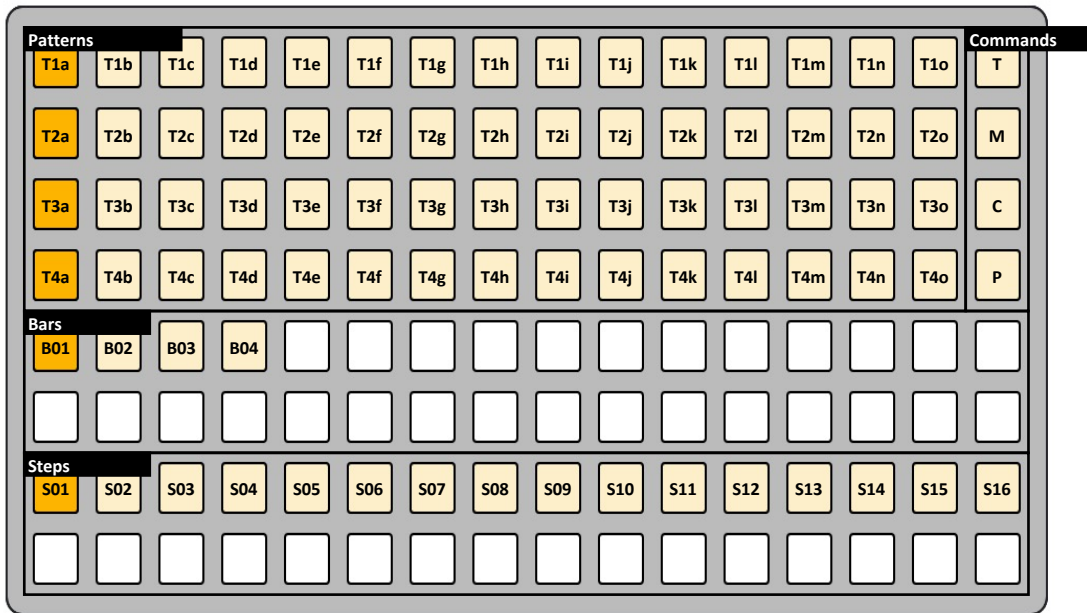 Patterns Commands
T1a T1b T1c T1d T1e T1f T1g T1h T1i T1j T1k T1l T1m T1n T1o T
T2a T2b T2c T2d T2e T2f T2g T2h T2i T2j T2k T2l T2m T2n T2o M
T3a T3b T3c T3d T3e T3f T3g T3h T3i T3j T3k T3l T3m T3n T3o C
T4a T4b T4c T4d T4e T4f T4g T4h T4i T4j T4k T4l T4m T4n T4o P
Bars
B01 B02 B03 B04
Steps
S01 S02 S03 S04 S05 S06 S07 S08 S09 S10 S11 S12 S13 S14 S15 S16